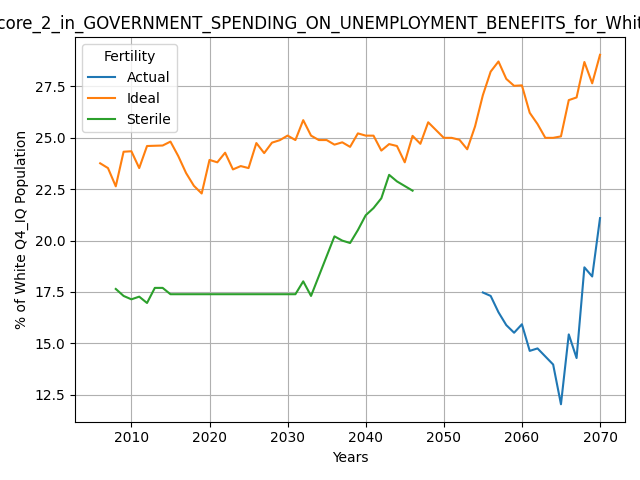 core_2_in_GOVERNMENT_SPENDING_ON_UNEMPLOYMENT_BENEFITS_for_Whit
Fertility
Actual
Ideal
Sterile
% of White Q4_IQ Population
27.5
25.0
22.5
20.0
17.5
15.0
12.5
2010 2020 2030 2040 2050 2060 2070
Years